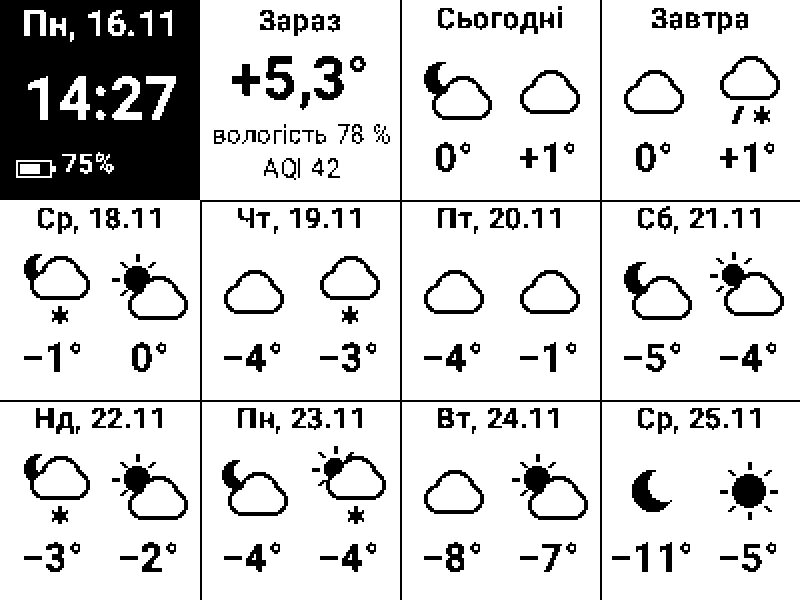 Пн, 16.11
14:27
75%
Зараз
+5,3°
вологість 78 %
AQI 42
Сьогодні
0° +1°
Завтра
0° +1°
Ср, 18.11
−1° 0°
Чт, 19.11
−4° −3°
Пт, 20.11
−4° −1°
Сб, 21.11
−5° −4°
Нд, 22.11
−3° −2°
Пн, 23.11
−4° −4°
Вт, 24.11
−8° −7°
Ср, 25.11
−11° −5°